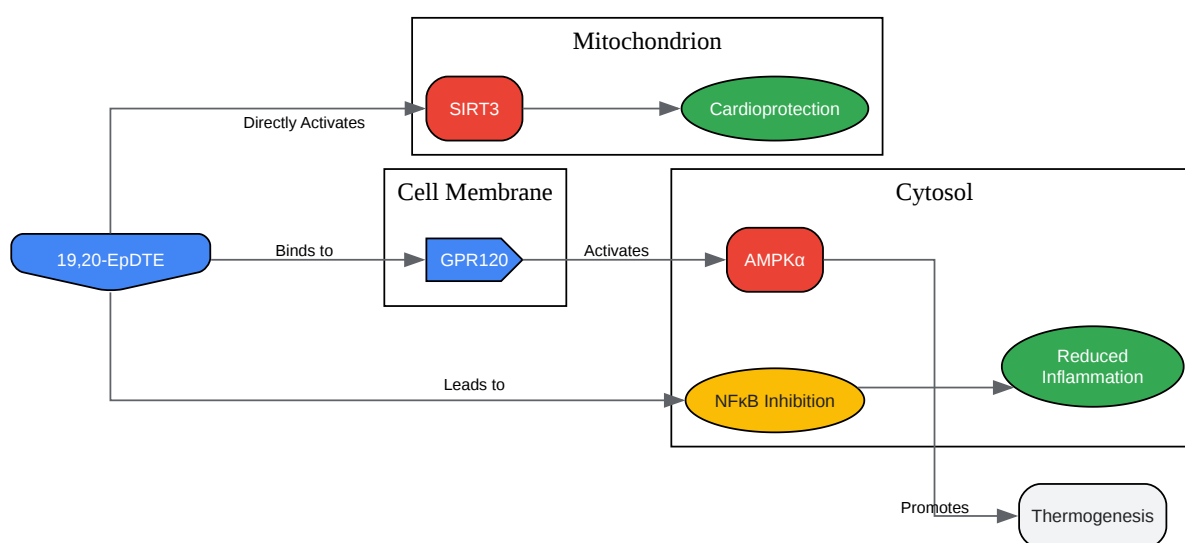 Mitochondrion
SIRT3
Cardioprotection
Directly Activates
Cell Membrane
Cytosol
19,20-EpDTE
Binds to
GPR120
Activates
AMPKα
Reduced
Inflammation
Leads to
NFκB Inhibition
Promotes
Thermogenesis